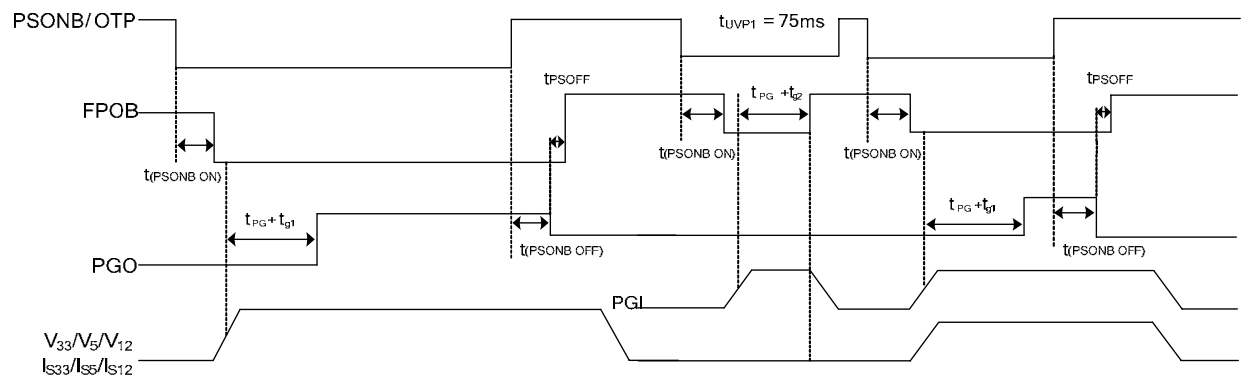 PSONB/OTP
tUVP1 = 75ms
tPSOFF
tPSOFF
FPOB
tPG +tg2
t(PSONB ON)
t(PSONB ON)
t(PSONB ON)
tPG+tg1
tPG +tg1
t(PSONB OFF)
t(PSONB OFF)
PGO
PGI
V33/V5/V12
IS33/IS5/IS12